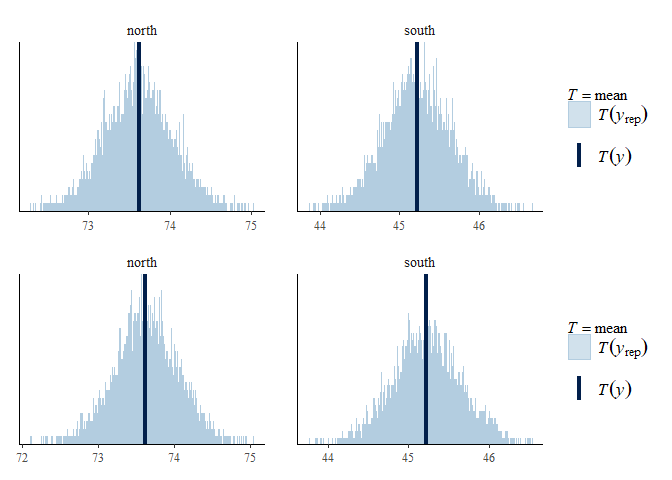 north south
T = mean
T(yrep)
T(y)
73 74 75 44 45 46
north south
T = mean
T(yrep)
T(y)
72 73 74 75 44 45 46